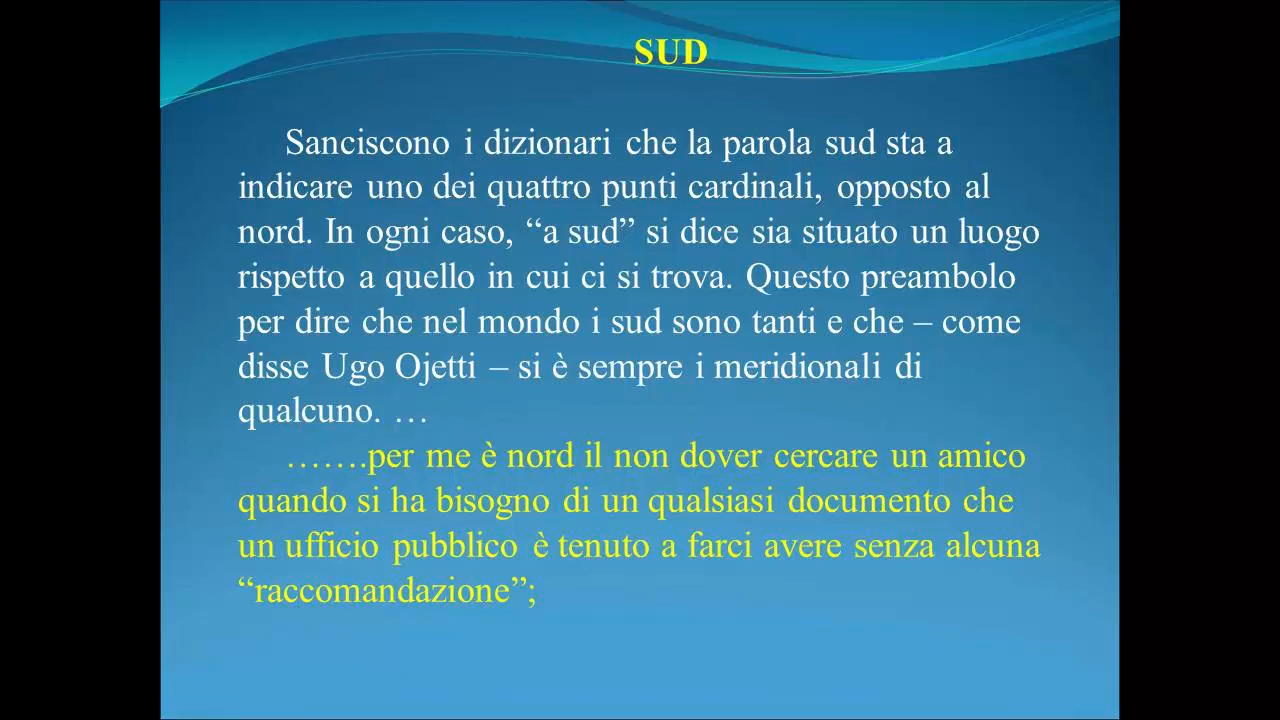 SUD
Sanciscono i dizionari che la parola sud sta a
indicare uno dei quattro punti cardinali, opposto al
nord. In ogni caso, “a sud” si dice sia situato un luogo
rispetto a quello in cui ci si trova. Questo preambolo
per dire che nel mondo i sud sono tanti e che – come
disse Ugo Ojetti – si è sempre i meridionali di
qualcuno. …
…….per me è nord il non dover cercare un amico
quando si ha bisogno di un qualsiasi documento che
un ufficio pubblico è tenuto a farci avere senza alcuna
“raccomandazione”;